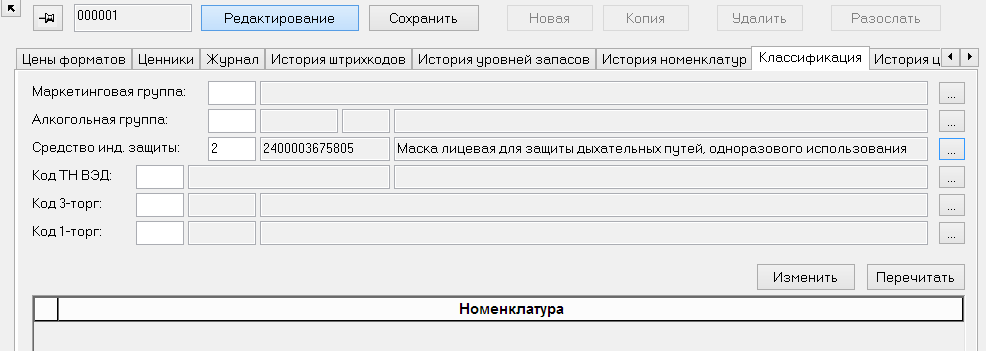 000001 Редактирование Сохранить Новая Копия Удалить Разослать
Цены форматов Ценники Журнал История штрихкодов История уровней запасов История номенклатур Классификация История ц
Маркетинговая группа: ...
Алкогольная группа: ...
Средство инд. защиты: 2 2400003675805 Маска лицевая для защиты дыхательных путей, одноразового использования ...
Код ТН ВЭД: ...
Код 3-торг: ...
Код 1-торг: ...
Изменить Перечитать
Номенклатура